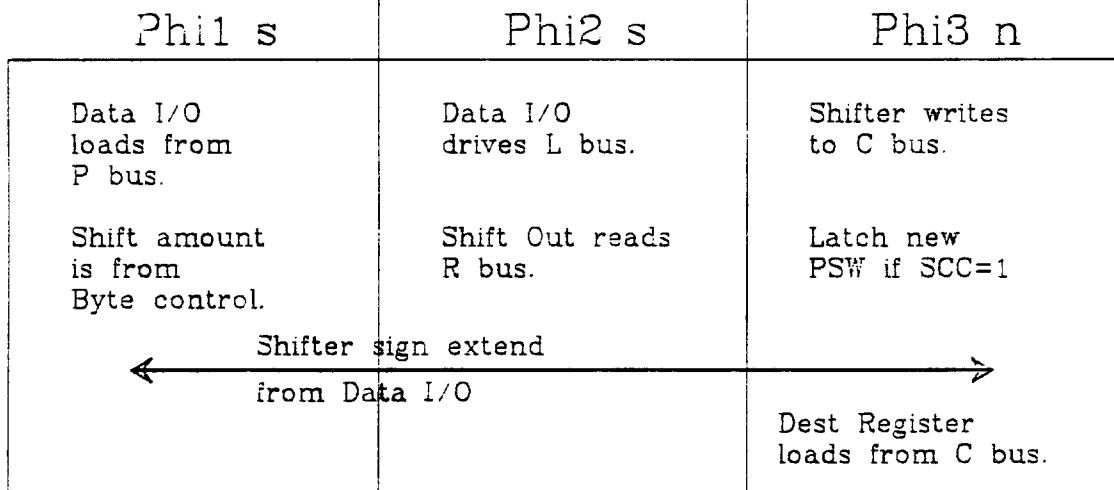 Phi1 s
Phi2 s
Phi3 n
Data I/O
loads from
P bus.
Data I/O
drives L bus.
Shifter writes
to C bus.
Shift amount
is from
Byte control.
Shift Out reads
R bus.
Latch new
PSW if SCC=1
Shifter sign extend
from Data I/O
Dest Register
loads from C bus.